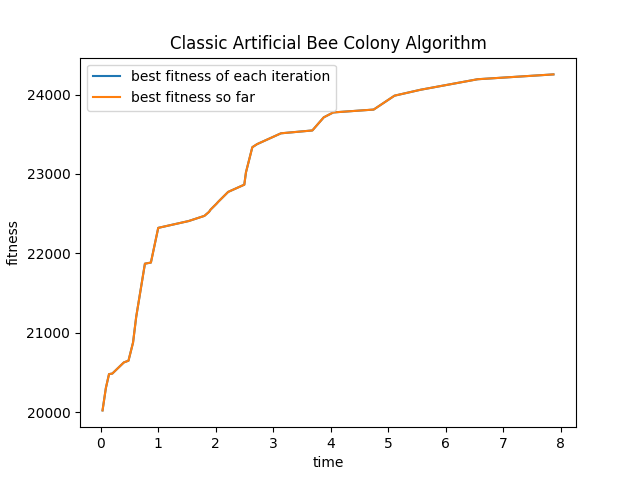 Classic Artificial Bee Colony Algorithm
best fitness of each iteration
best fitness so far
fitness
24000
23000
22000
21000
20000
0 1 2 3 4 5 6 7 8
time